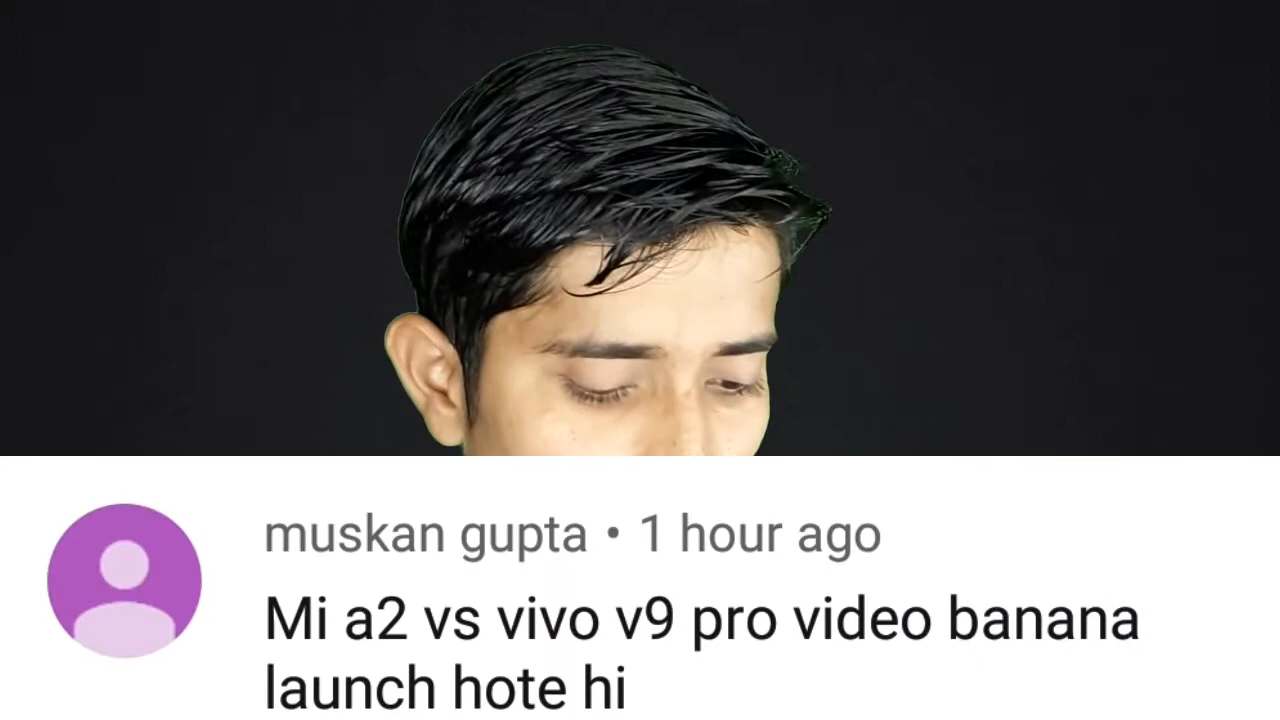 muskan gupta • 1 hour ago
Mi a2 vs vivo v9 pro video banana
launch hote hi